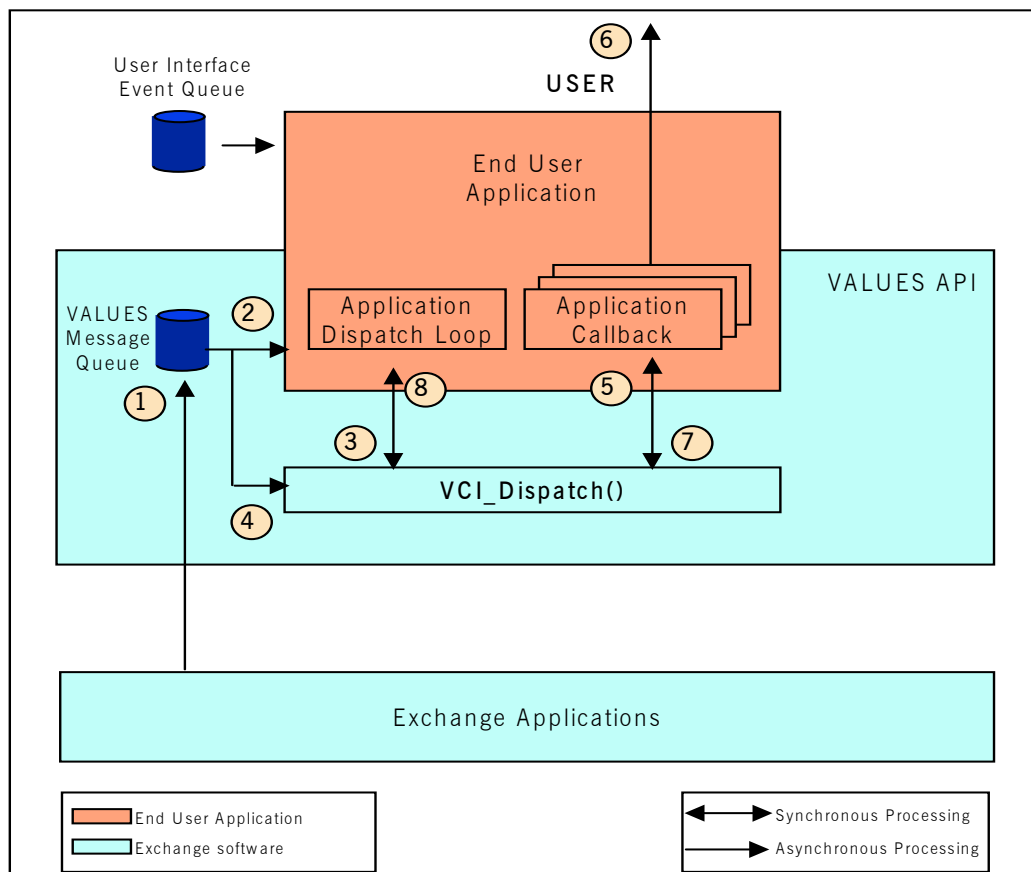 6
User Interface
Event Queue
USER
End User
Application
VALUES API
VALUES
Message
Queue
2
Application
Dispatch Loop
Application
Callback
1
8
5
3
7
VCI_Dispatch()
4
Exchange Applications
End User Application
Exchange software
Synchronous Processing
Asynchronous Processing